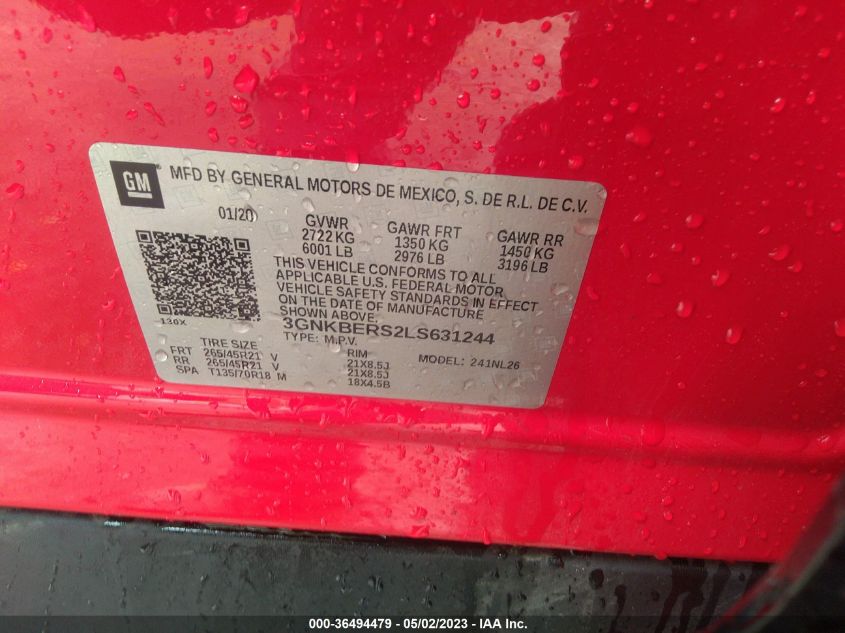 GM
MFD BY GENERAL MOTORS DE MEXICO, S. DE R.L. DE C.V.
01/20 GVWR GAWR FRT GAWR RR
2722 KG 1350 KG 1450 KG
6001 LB 2976 LB 3196 LB
THIS VEHICLE CONFORMS TO ALL
APPLICABLE U.S. FEDERAL MOTOR
VEHICLE SAFETY STANDARDS IN EFFECT
ON THE DATE OF MANUFACTURE
SHOWN ABOVE.
130X
3GNKBERS2LS631244
TYPE: M.P.V.
TIRE SIZE RIM MODEL: 241NL26
FRT 265/45R21 V 21X8.5J
RR 265/45R21 V 21X8.5J
SPA T135/70R18 M 18X4.5B
000-36494479 - 05/02/2023 - IAA Inc.